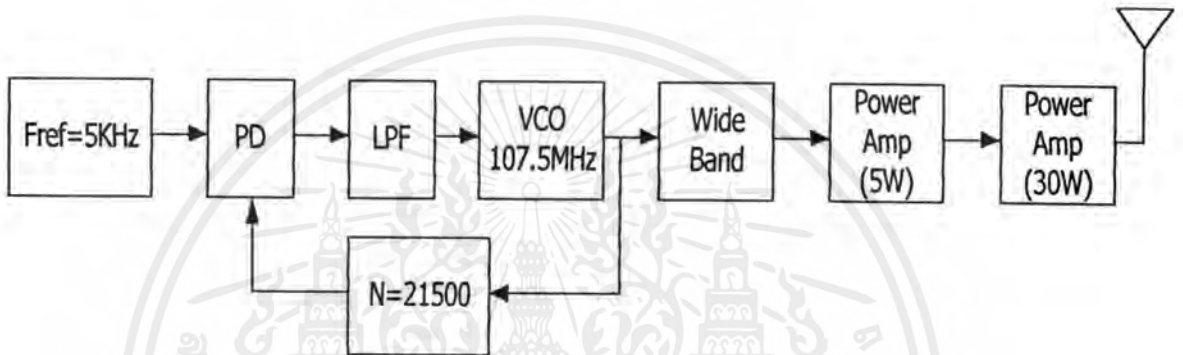 Fref=5KHz
PD
LPF
VCO
107.5MHz
Wide
Band
Power
Amp
(5W)
Power
Amp
(30W)
N=21500